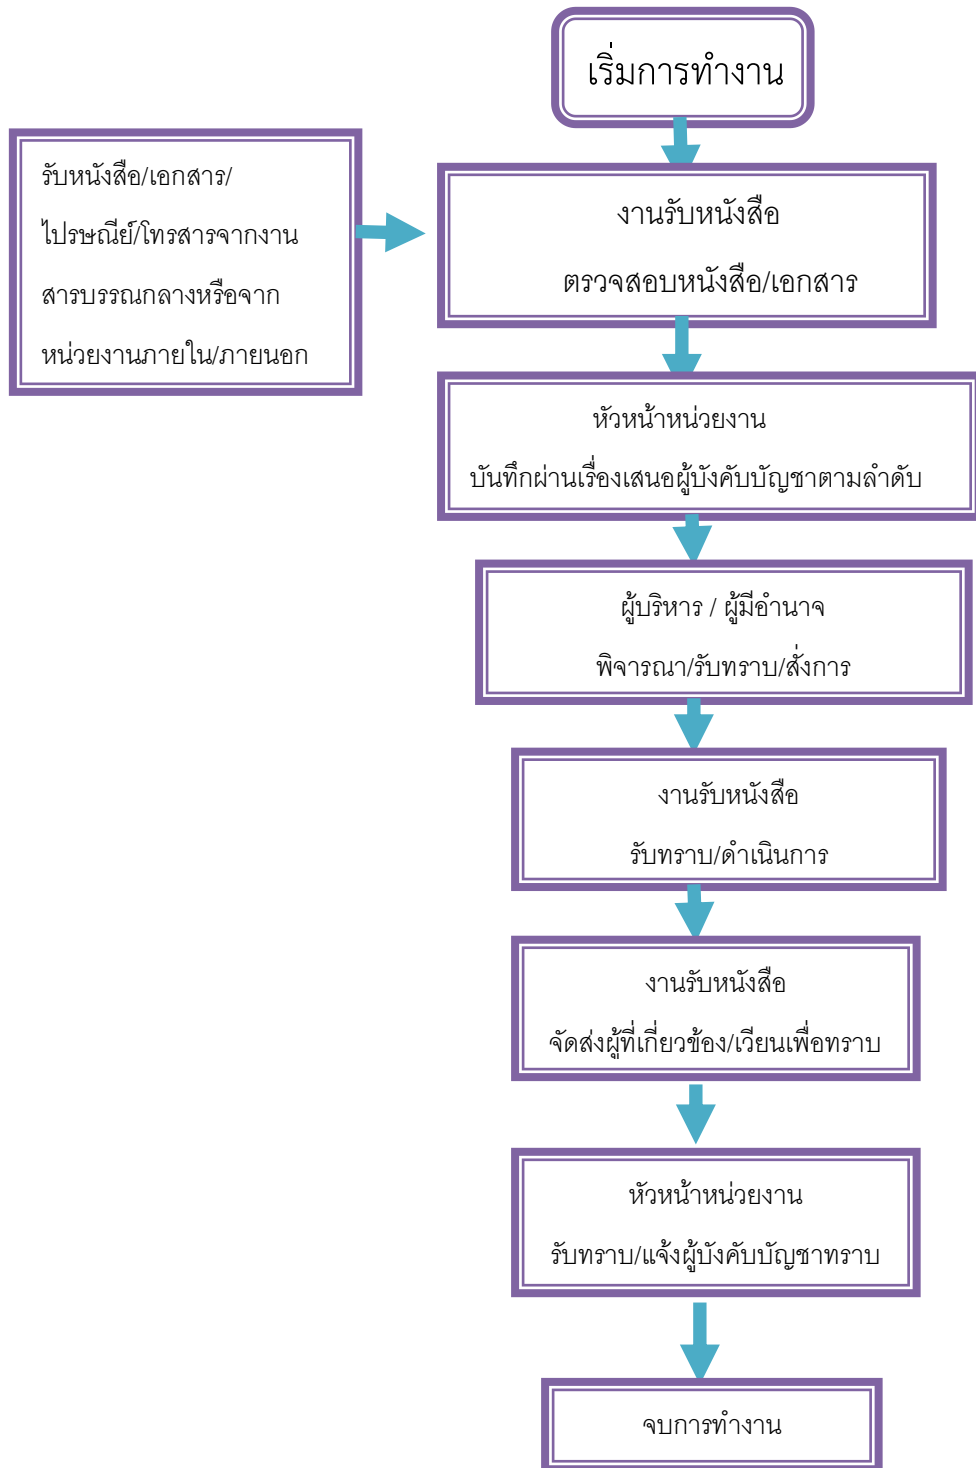 เริ่มการทำงาน
รับหนังสือ/เอกสาร/
ไปรษณีย์/โทรสารจากงาน
สารบรรณกลางหรือจาก
หน่วยงานภายใน/ภายนอก
งานรับหนังสือ
ตรวจสอบหนังสือ/เอกสาร
หัวหน้าหน่วยงาน
บันทึกผ่านเรื่องเสนอผู้บังคับบัญชาตามลำดับ
ผู้บริหาร / ผู้มีอำนาจ
พิจารณา/รับทราบ/สั่งการ
งานรับหนังสือ
รับทราบ/ดำเนินการ
งานรับหนังสือ
จัดส่งผู้ที่เกี่ยวข้อง/เวียนเพื่อทราบ
หัวหน้าหน่วยงาน
รับทราบ/แจ้งผู้บังคับบัญชาทราบ
จบการทำงาน